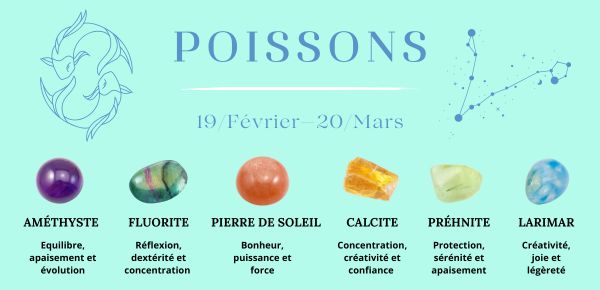 POISSONS
19/Février—20/Mars
AMÉTHYSTE
Equilibre,
apaisement et
évolution
FLUORITE
Réflexion,
dextérité et
concentration
PIERRE DE SOLEIL
Bonheur,
puissance et
force
CALCITE
Concentration,
créativité et
confiance
PRÉHNITE
Protection,
sérénité et
apaisement
LARIMAR
Créativité,
joie et
légèreté